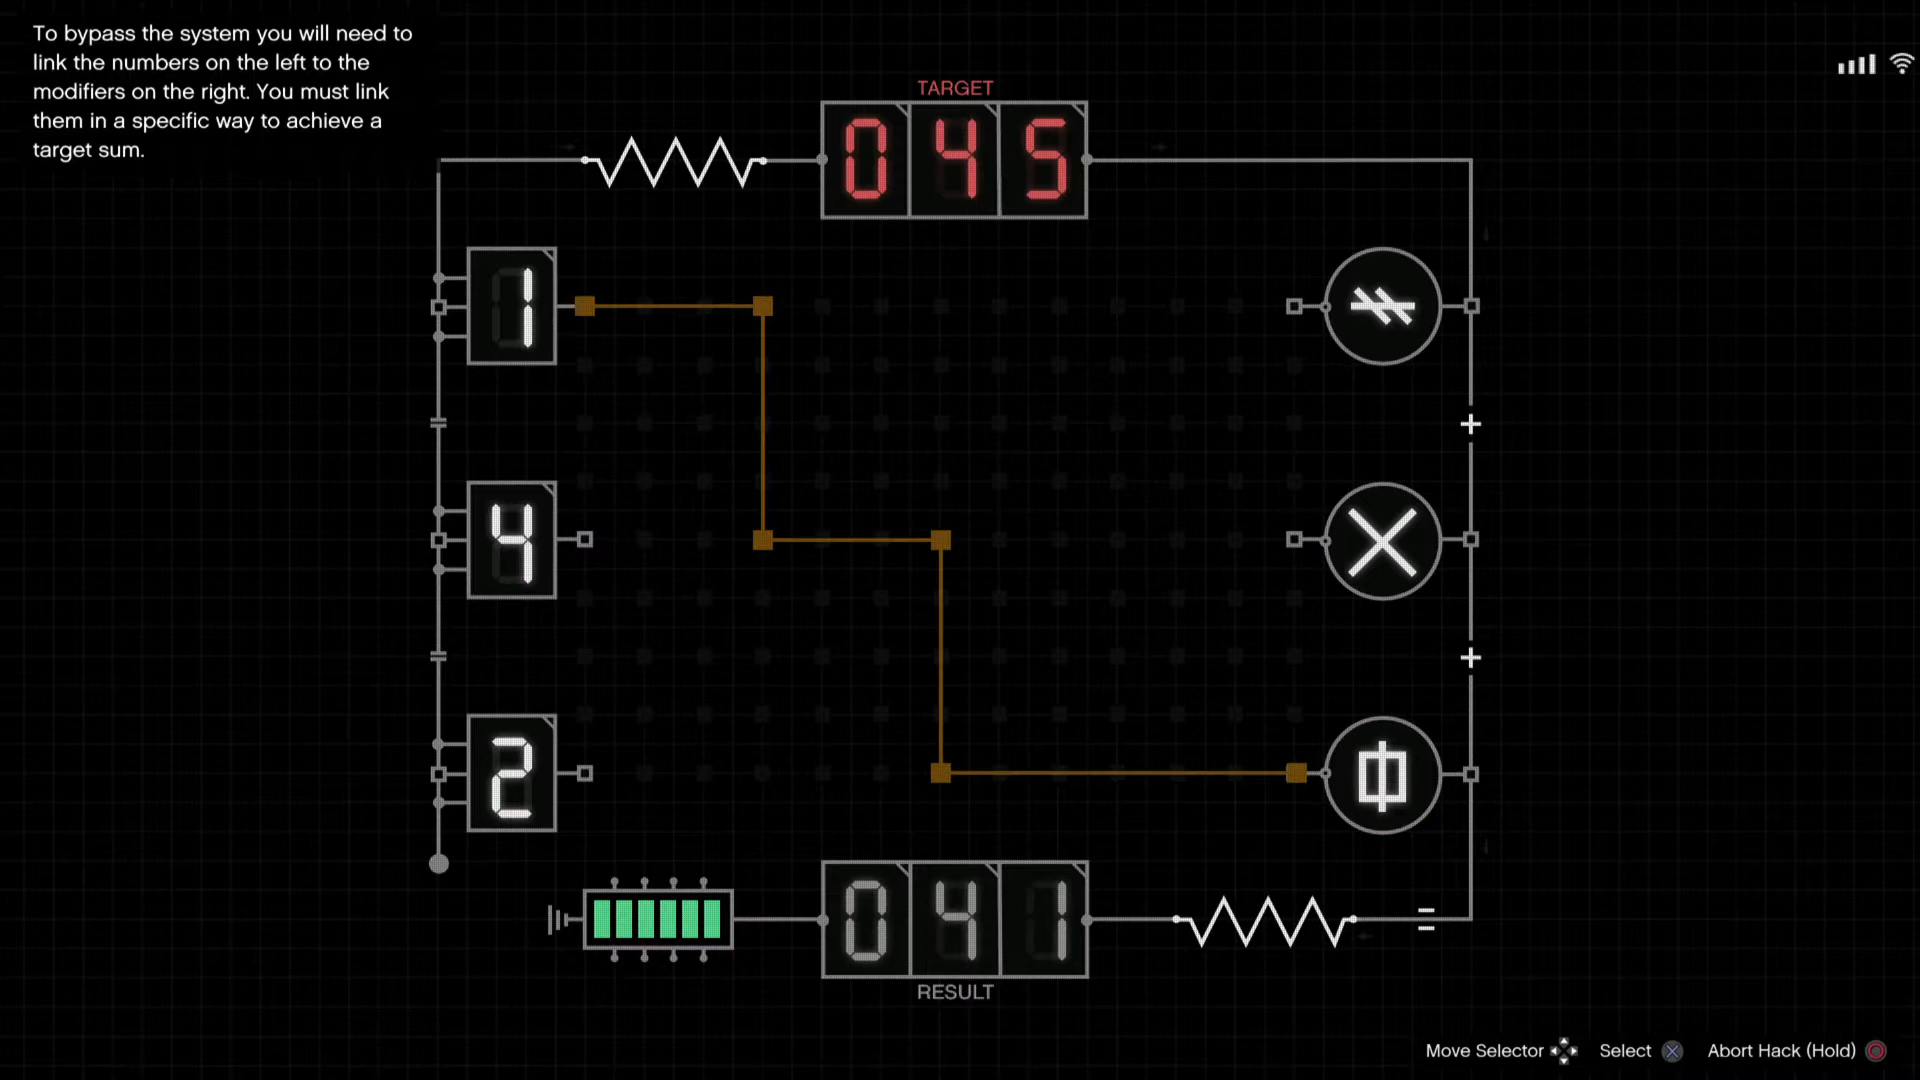 To bypass the system you will need to
link the numbers on the left to the
modifiers on the right. You must link
them in a specific way to achieve a
target sum.
TARGET
045
1
4
2
041
RESULT
Move Selector
Select
Abort Hack (Hold)